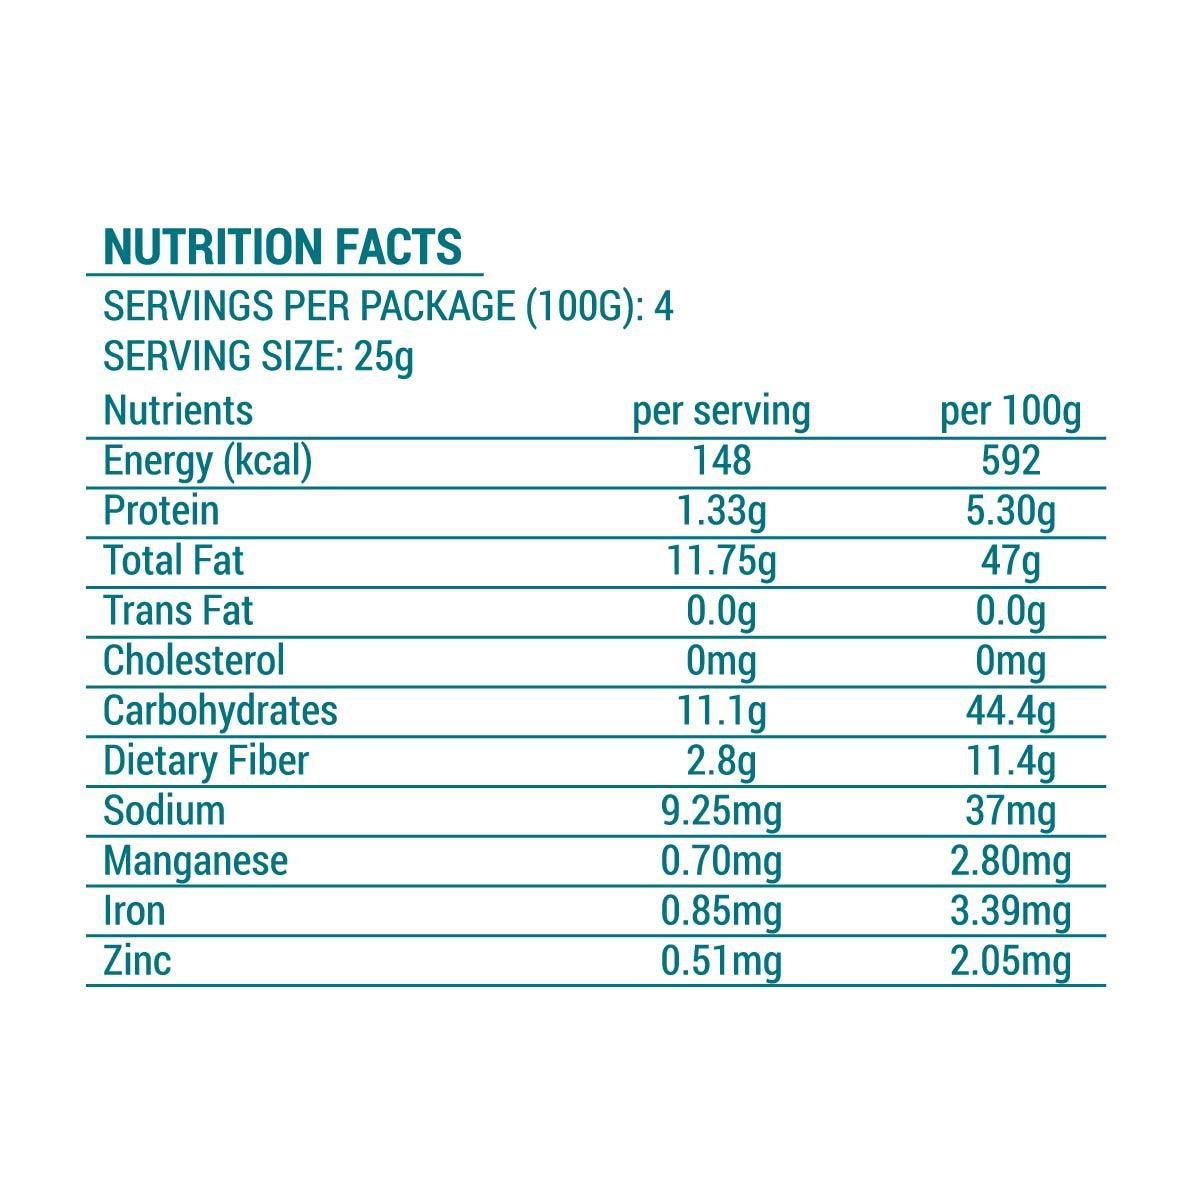 NUTRITION FACTS
SERVINGS PER PACKAGE (100G): 4
SERVING SIZE: 25g
Nutrients per serving per 100g
Energy (kcal) 148 592
Protein 1.33g 5.30g
Total Fat 11.75g 47g
Trans Fat 0.0g 0.0g
Cholesterol 0mg 0mg
Carbohydrates 11.1g 44.4g
Dietary Fiber 2.8g 11.4g
Sodium 9.25mg 37mg
Manganese 0.70mg 2.80mg
Iron 0.85mg 3.39mg
Zinc 0.51mg 2.05mg